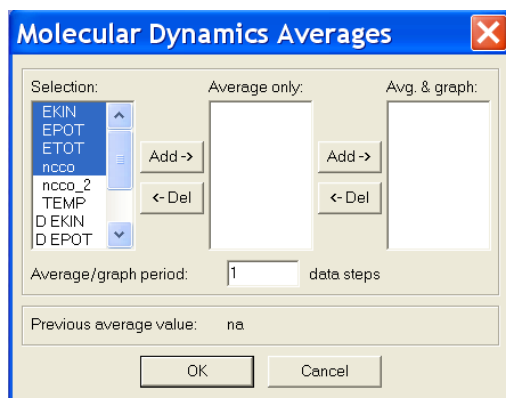 Molecular Dynamics Averages
Selection: Average only: Avg. & graph:
EKIN
EPOT
ETOT
ncco
ncco_2
TEMP
D EKIN
D EPOT
Add -> Add ->
<- Del <- Del
Average/graph period: 1 data steps
Previous average value: na
OK Cancel